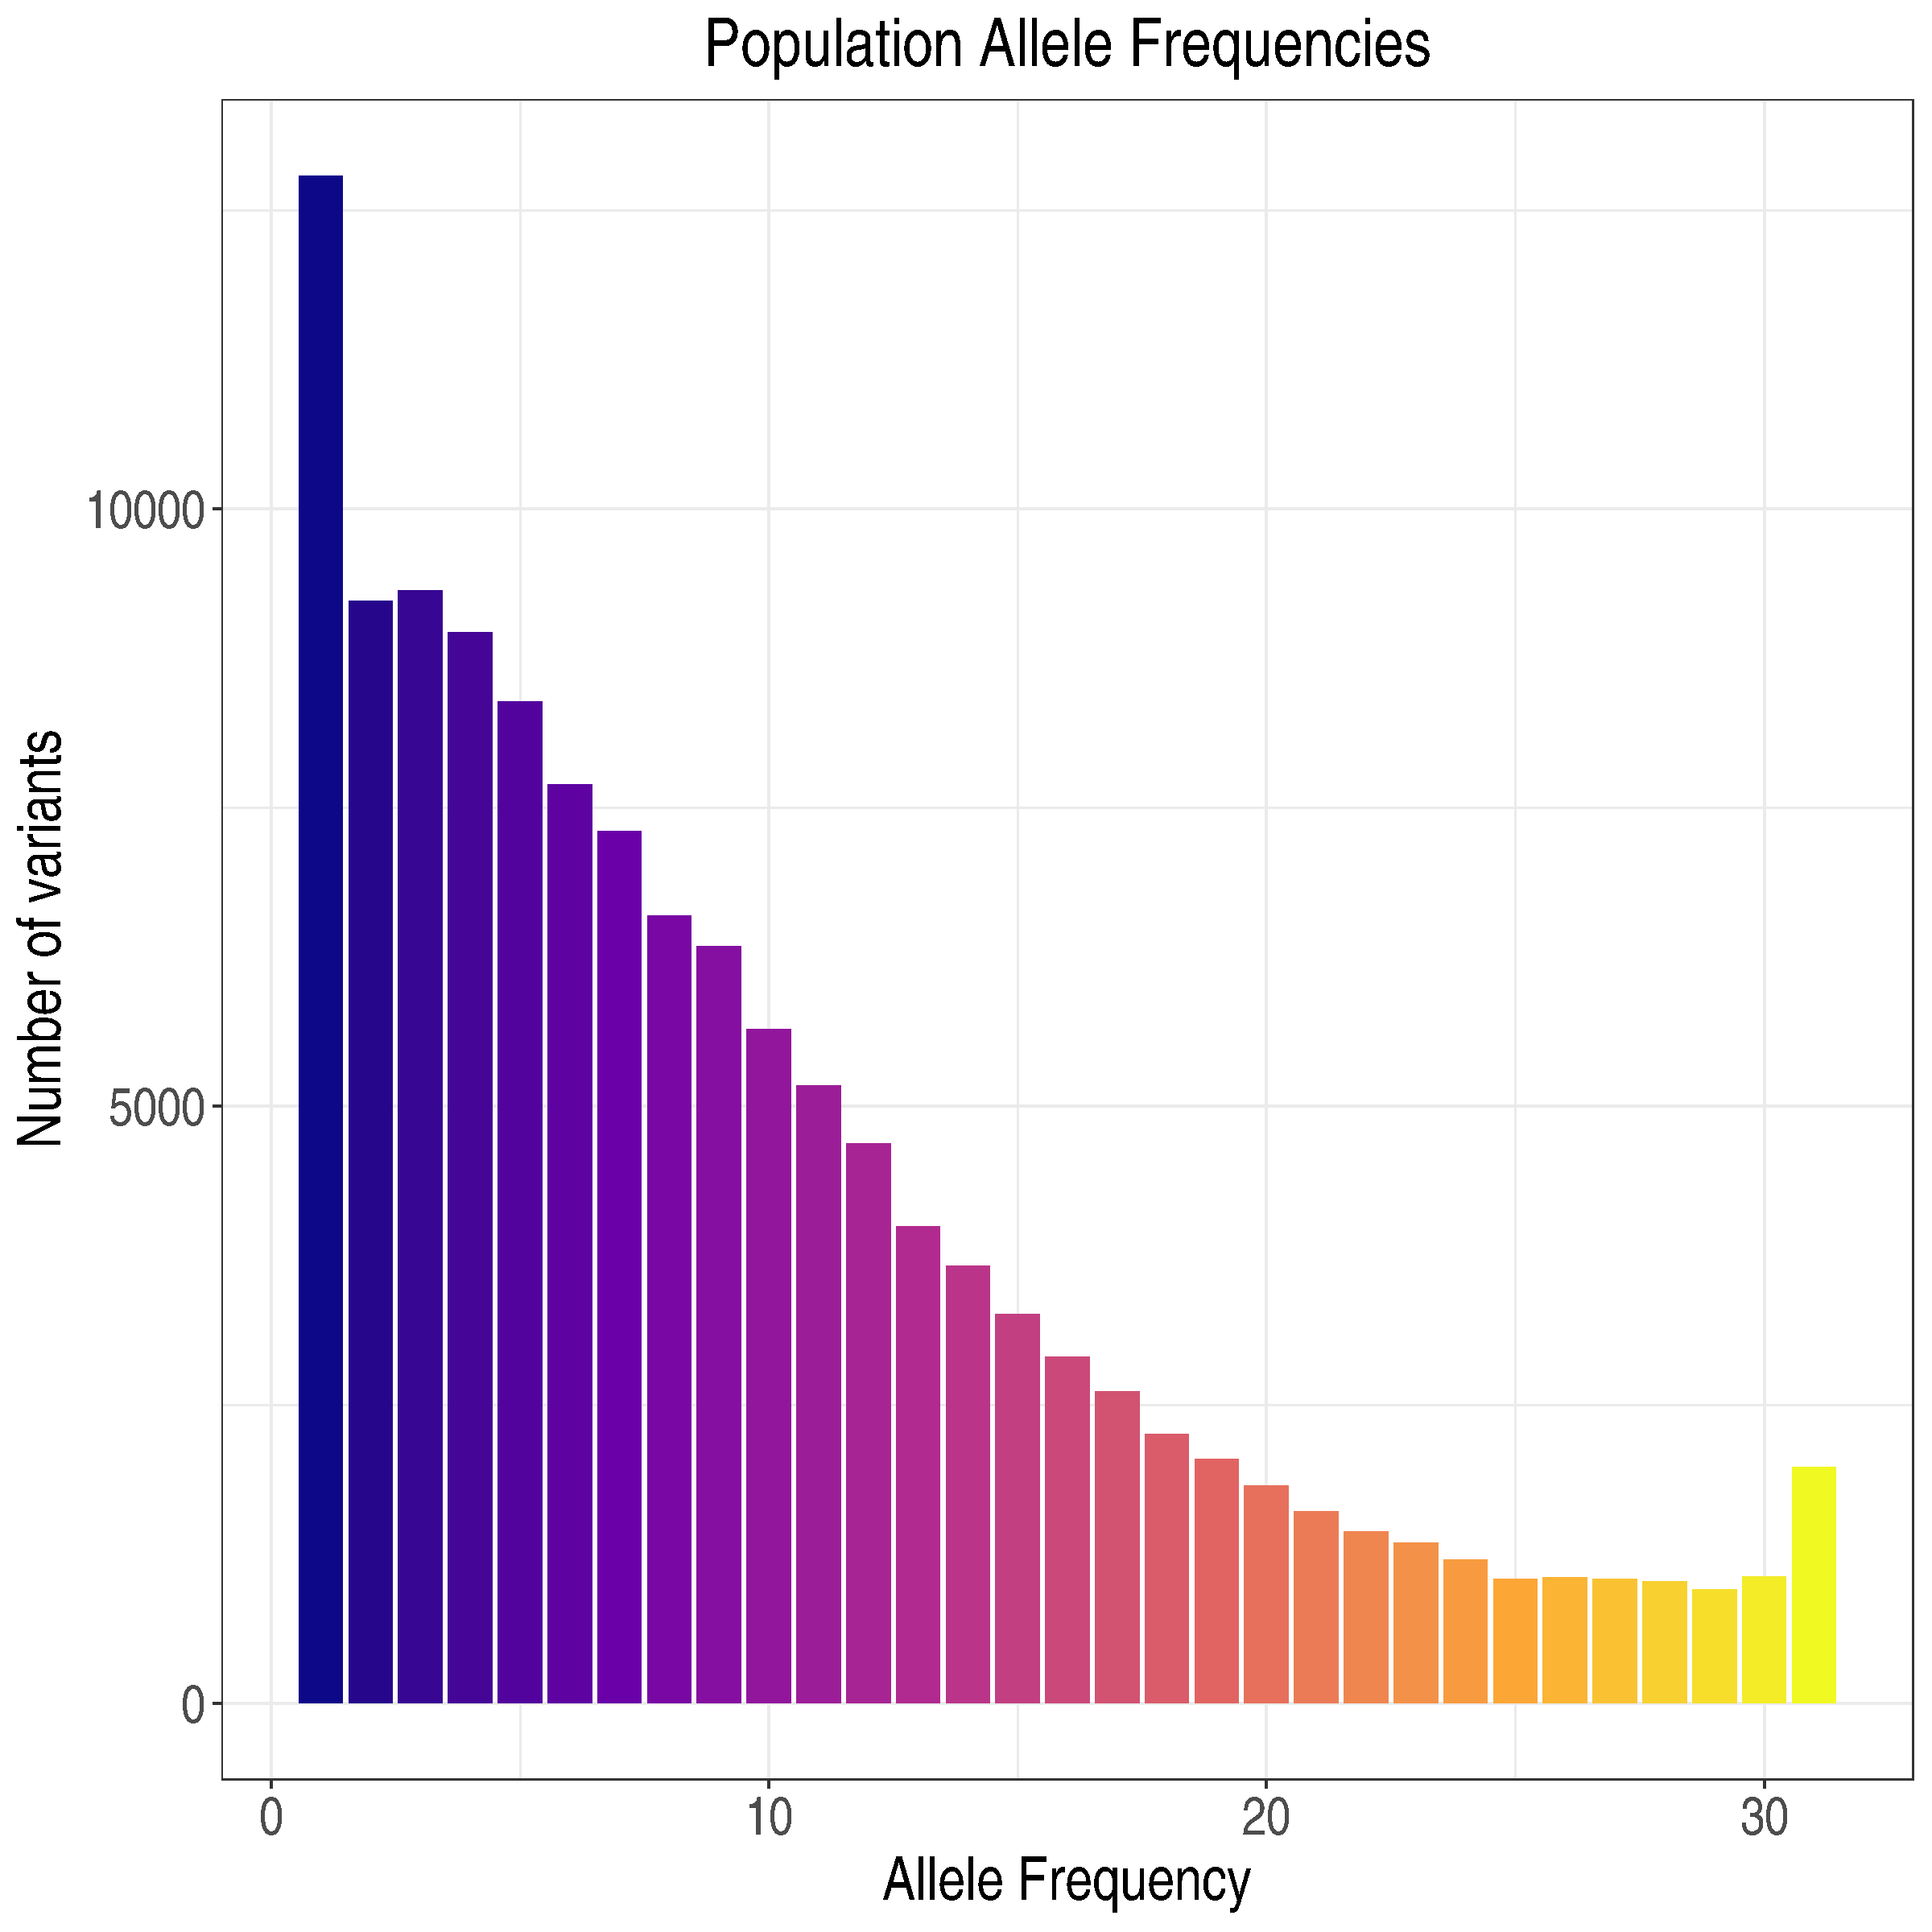 Population Allele Frequencies
Number of variants
10000
5000
0
0 10 20 30
Allele Frequency